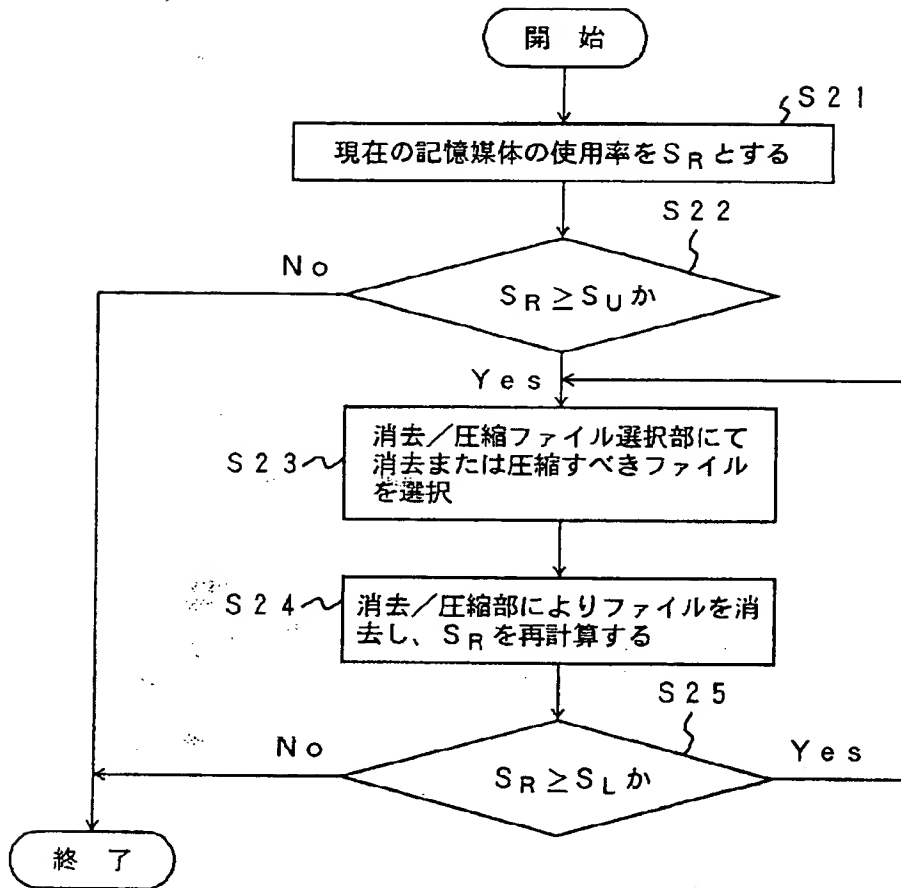 開 始
S21
現在の記憶媒体の使用率をSRとする
S22
No
SR≧SUか
Yes
S23
消去／圧縮ファイル選択部にて
消去または圧縮すべきファイル
を選択
S24
消去／圧縮部によりファイルを消
去し、SRを再計算する
S25
No
SR≧SLか
Yes
終 了